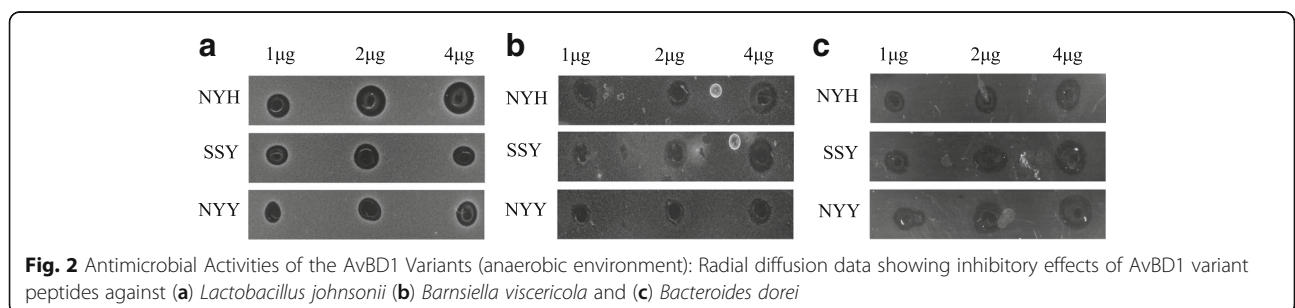 a b c
1µg 2µg 4µg 1µg 2µg 4µg 1µg 2µg 4µg
NYH NYH NYH
SSY SSY SSY
NYY NYY NYY
Fig. 2 Antimicrobial Activities of the AvBD1 Variants (anaerobic environment): Radial diffusion data showing inhibitory effects of AvBD1 variant
peptides against (a) Lactobacillus johnsonii (b) Barnsiella viscericola and (c) Bacteroides dorei